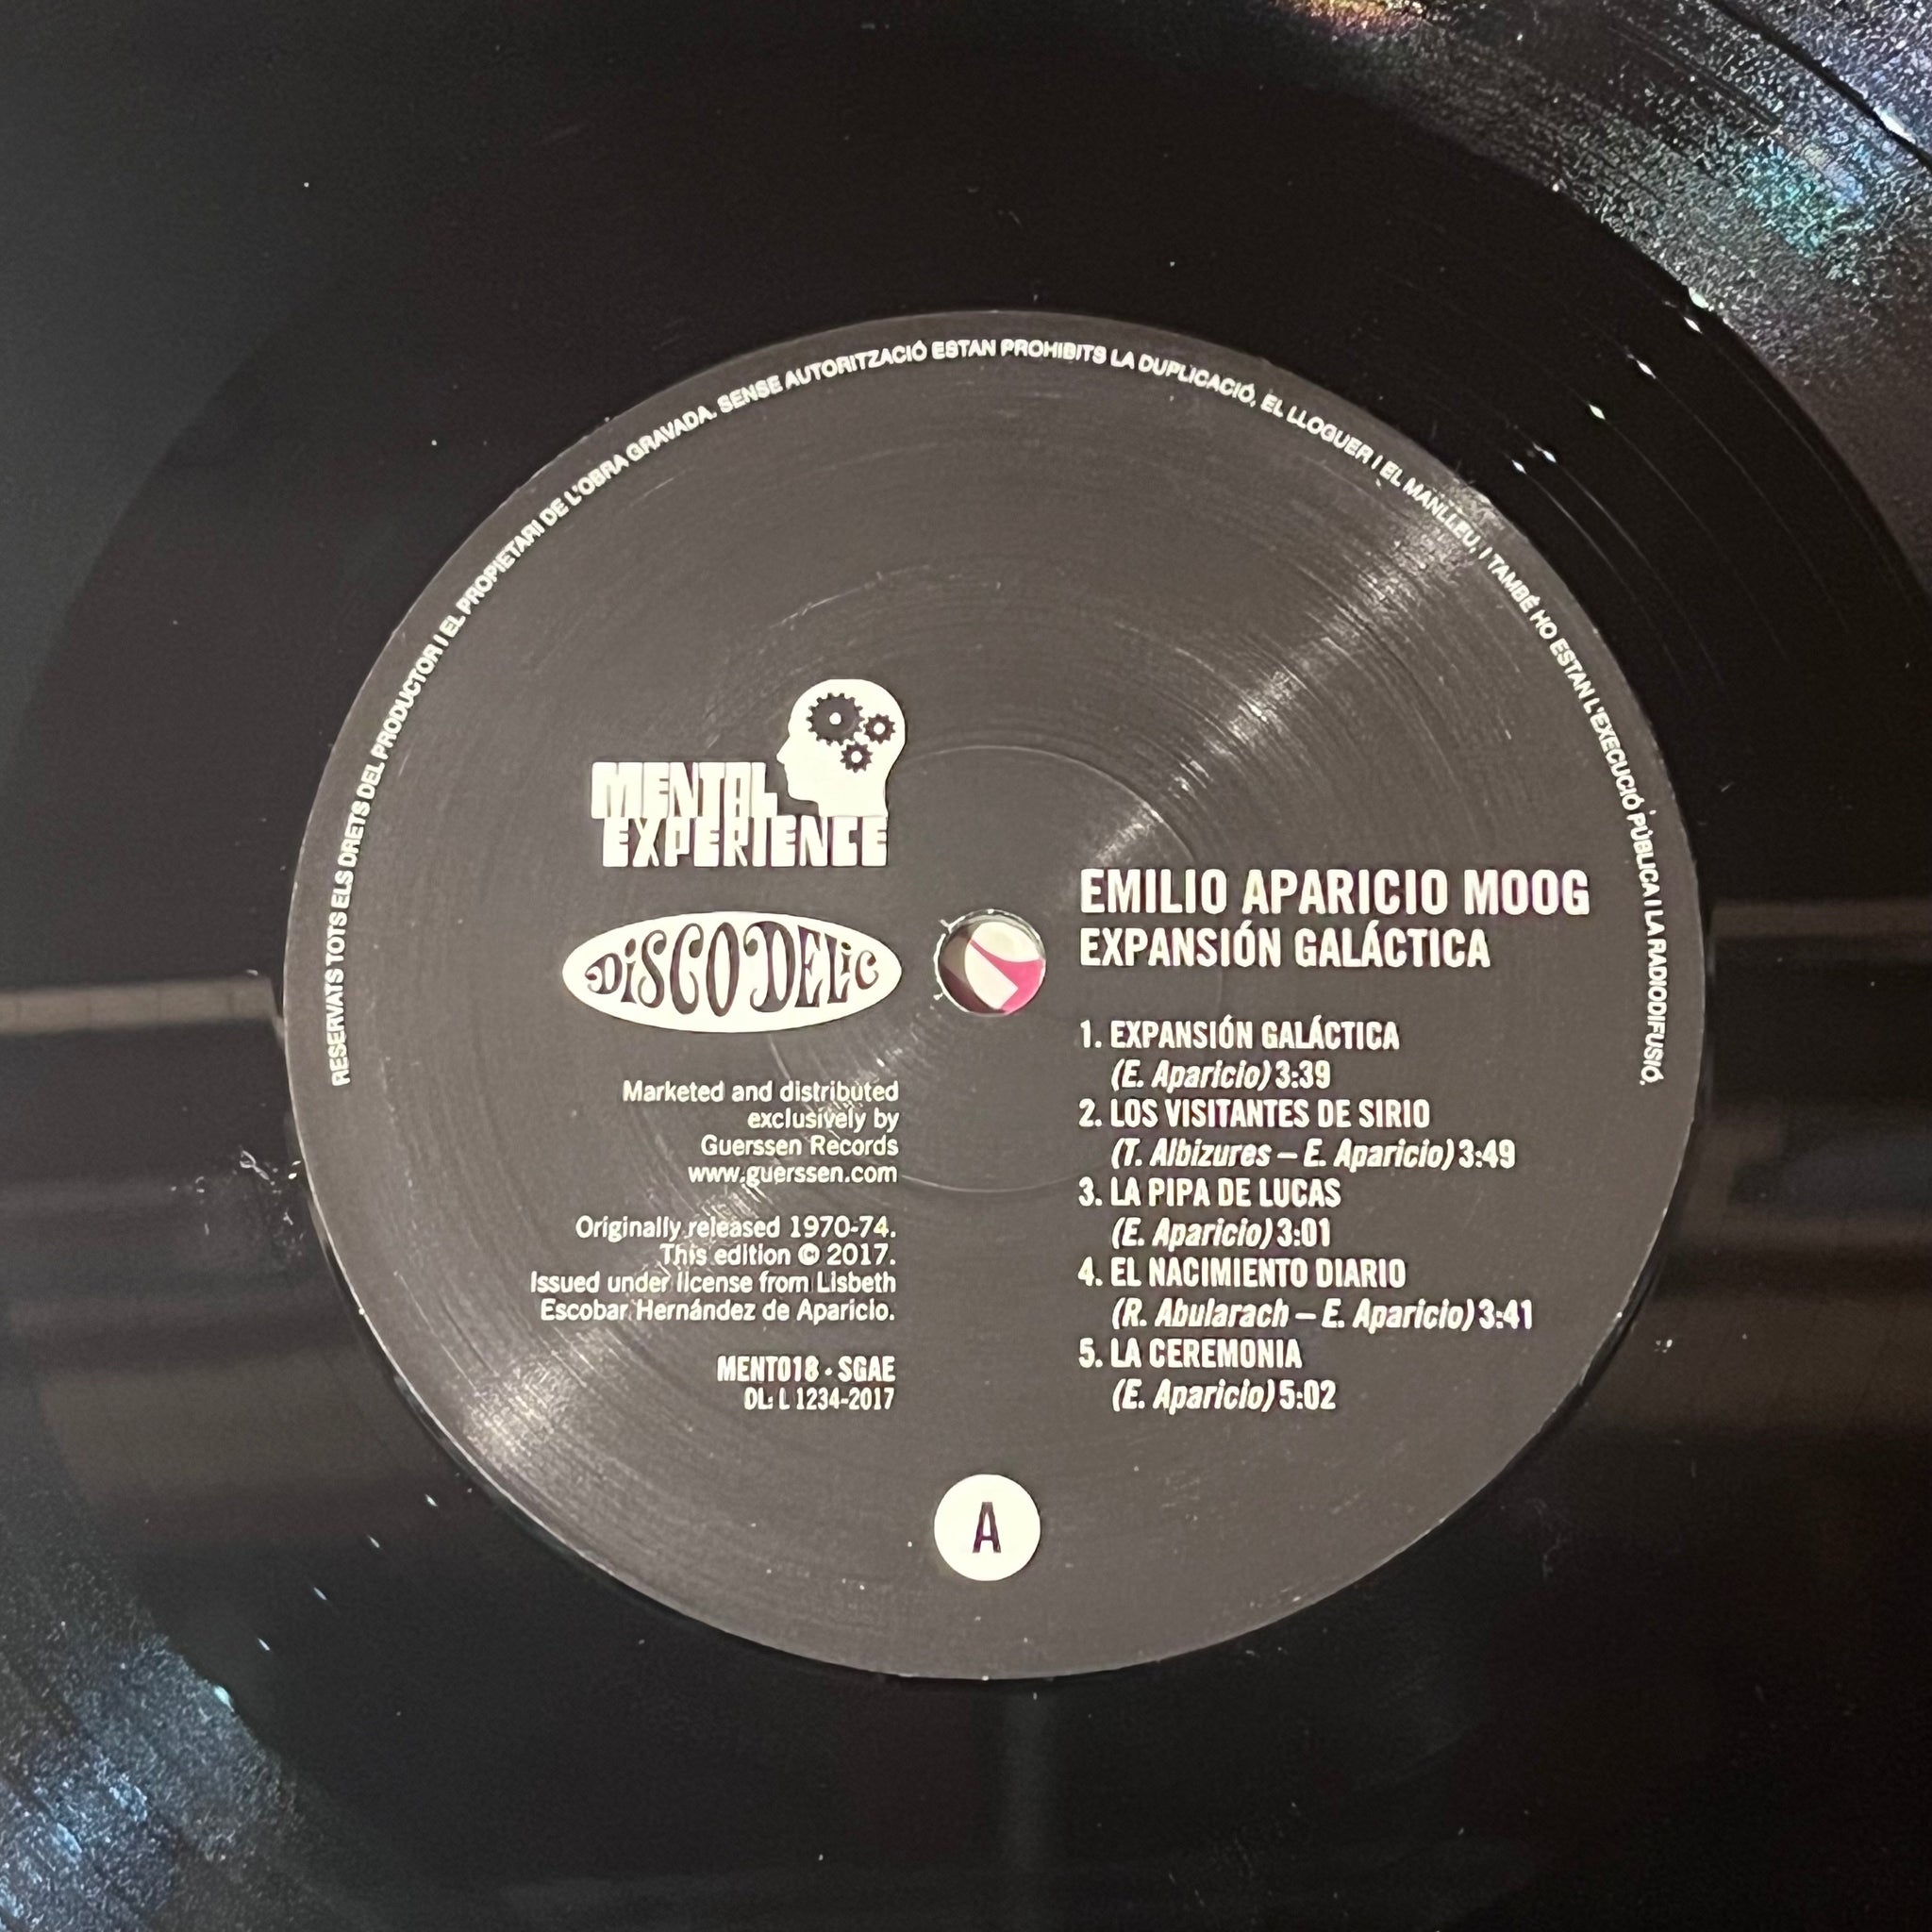 RESERVATS TOTS ELS DRETS DEL PRODUCTOR I EL PROPIETARI DE L'OBRA GRAVADA. SENSE AUTORITZACIÓ ESTAN PROHIBITS LA DUPLICACIÓ, EL LLOGUER I EL MANLLEU, I TAMBÉ HO ESTAN L'EXECUCIÓ PÚBLICA I LA RADIODIFUSIÓ.
MENTAL
EXPERIENCE
DISCODELIC
Marketed and distributed
exclusively by
Guerssen Records
www.guerssen.com
Originally released 1970-74.
This edition © 2017.
Issued under license from Lisbeth
Escobar Hernández de Aparicio.
MENT018 · SGAE
DL: L 1234-2017
EMILIO APARICIO MOOG
EXPANSIÓN GALÁCTICA
1. EXPANSIÓN GALÁCTICA
(E. Aparicio) 3:39
2. LOS VISITANTES DE SIRIO
(T. Albizures – E. Aparicio) 3:49
3. LA PIPA DE LUCAS
(E. Aparicio) 3:01
4. EL NACIMIENTO DIARIO
(R. Abularach – E. Aparicio) 3:41
5. LA CEREMONIA
(E. Aparicio) 5:02
A